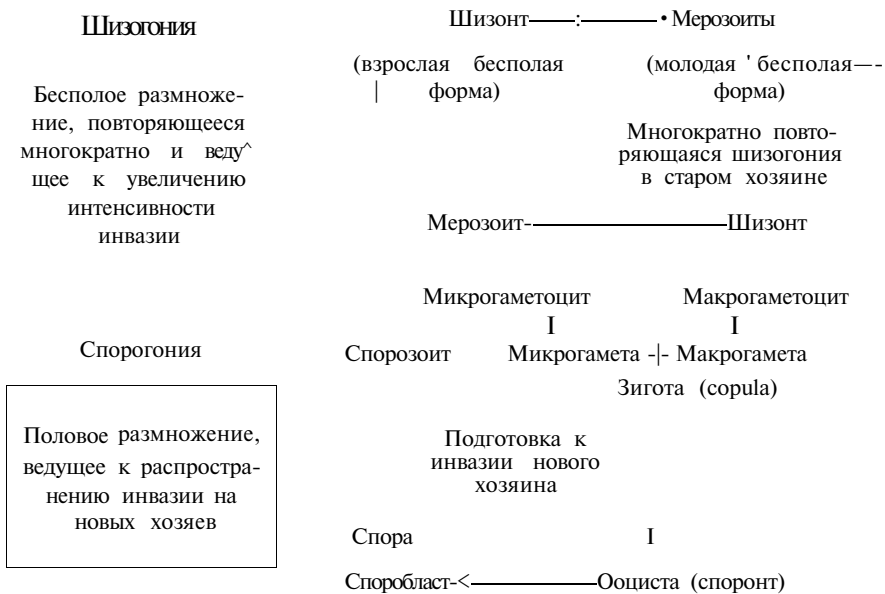 Шизогония
Бесполое размноже-
ние, повторяющееся
многократно и веду^
щее к увеличению
интенсивности
инвазии
Спорогония
Половое размножение,
ведущее к распростра-
нению инвазии на
новых хозяев
Шизонт——:——• Мерозоиты
(взрослая бесполая (молодая ' бесполая—-
| форма) форма)
Многократно повто-
ряющаяся шизогония
в старом хозяине
Мерозоит-————Шизонт
Микрогаметоцит Макрогаметоцит
I I
Спорозоит Микрогамета -|- Макрогамета
Зигота (copula)
Подготовка к
инвазии нового
хозяина
Спора I
Споробласт-<————Ооциста (споронт)